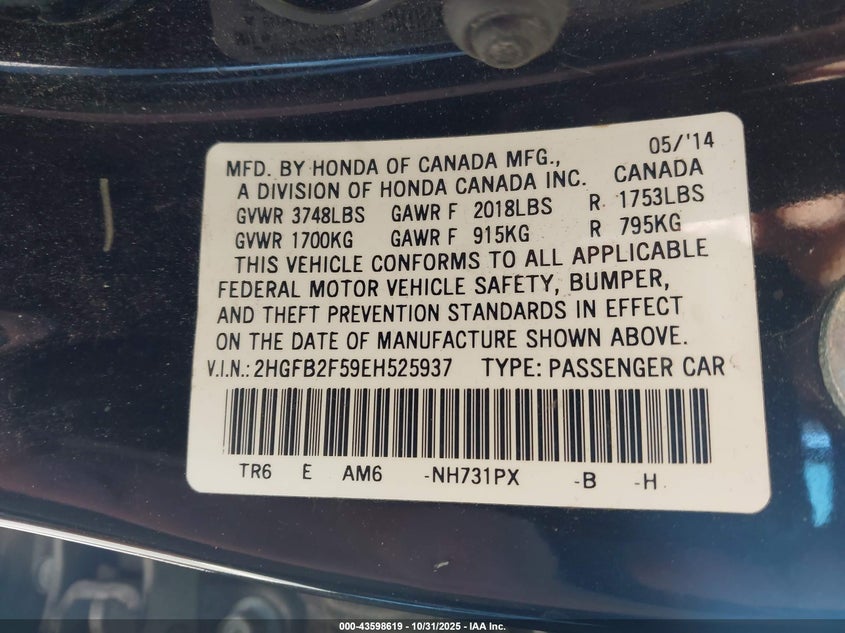 05/'14
MFD. BY HONDA OF CANADA MFG., CANADA
A DIVISION OF HONDA CANADA INC.
GVWR 3748LBS GAWR F 2018LBS R 1753LBS
GVWR 1700KG GAWR F 915KG R 795KG
THIS VEHICLE CONFORMS TO ALL APPLICABLE
FEDERAL MOTOR VEHICLE SAFETY, BUMPER,
AND THEFT PREVENTION STANDARDS IN EFFECT
ON THE DATE OF MANUFACTURE SHOWN ABOVE.
V.I.N.: 2HGFB2F59EH525937 TYPE: PASSENGER CAR
TR6 E AM6 -NH731PX -B -H
000-43598619 - 10/31/2025 - IAA Inc.